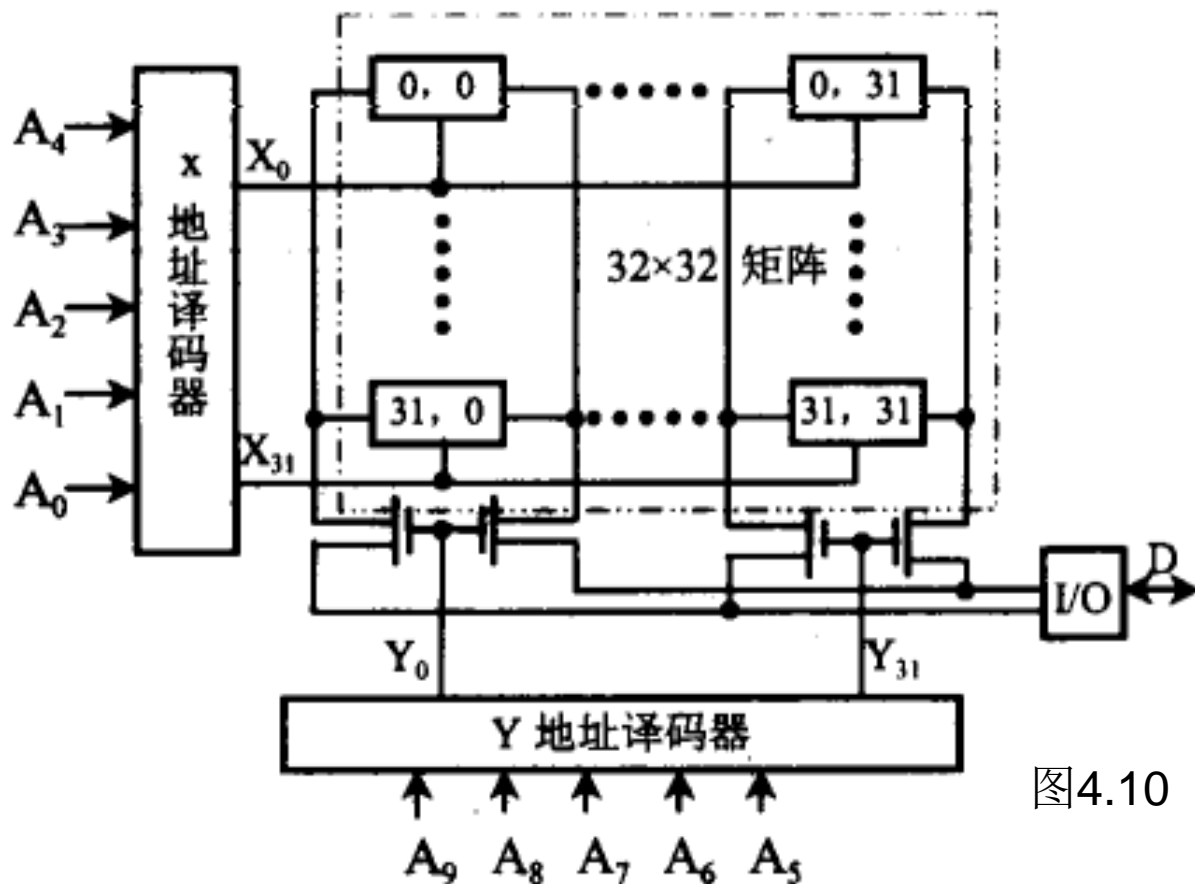 0，0
0，31
A₄
X₀
A₃
A₂
A₁
A₀
x
地
址
译
码
器
32×32 矩阵
31，0
31，31
X₃₁
D
I/O
Y₀
Y₃₁
Y 地址译码器
A₉ A₈ A₇ A₆ A₅
图4.10